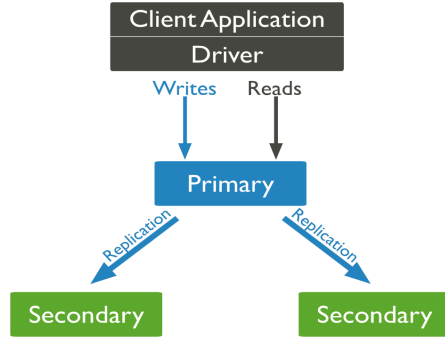 Client Application
Driver
Writes
Reads
Primary
Replication
Replication
Secondary
Secondary